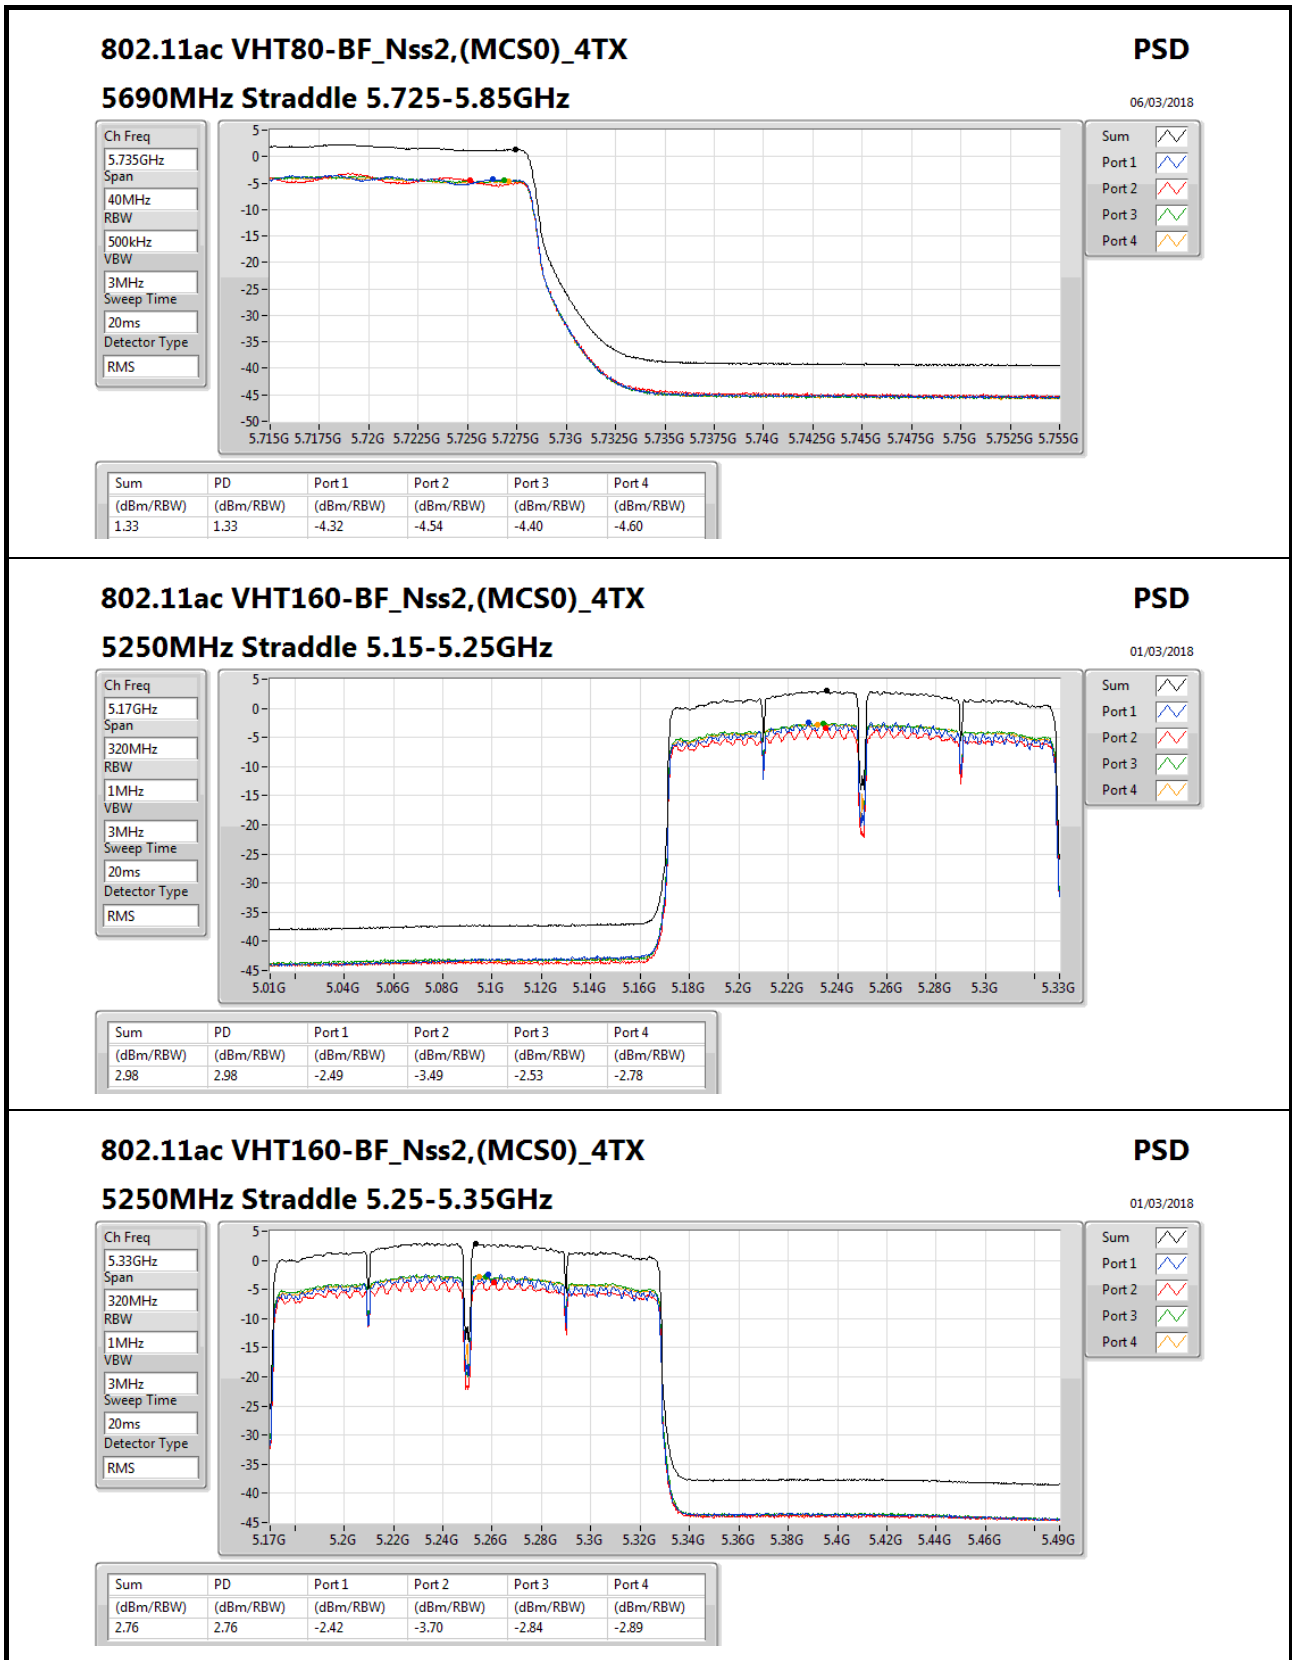 802.11ac VHT80-BF_Nss2,(MCS0)_4TX PSD
5690MHz Straddle 5.725-5.85GHz 06/03/2018
Ch Freq
5.735GHz
Span
40MHz
RBW
500kHz
VBW
3MHz
Sweep Time
20ms
Detector Type
RMS
5
0
-5
-10
-15
-20
-25
-30
-35
-40
-45
-50
5.715G 5.7175G 5.72G 5.7225G 5.725G 5.7275G 5.73G 5.7325G 5.735G 5.7375G 5.74G 5.7425G 5.745G 5.7475G 5.75G 5.7525G 5.755G
Sum
Port 1
Port 2
Port 3
Port 4
Sum PD Port 1 Port 2 Port 3 Port 4
(dBm/RBW) (dBm/RBW) (dBm/RBW) (dBm/RBW) (dBm/RBW) (dBm/RBW)
1.33 1.33 -4.32 -4.54 -4.40 -4.60
802.11ac VHT160-BF_Nss2,(MCS0)_4TX PSD
5250MHz Straddle 5.15-5.25GHz 01/03/2018
Ch Freq
5.17GHz
Span
320MHz
RBW
1MHz
VBW
3MHz
Sweep Time
20ms
Detector Type
RMS
5
0
-5
-10
-15
-20
-25
-30
-35
-40
-45
5.01G 5.04G 5.06G 5.08G 5.1G 5.12G 5.14G 5.16G 5.18G 5.2G 5.22G 5.24G 5.26G 5.28G 5.3G 5.33G
Sum
Port 1
Port 2
Port 3
Port 4
Sum PD Port 1 Port 2 Port 3 Port 4
(dBm/RBW) (dBm/RBW) (dBm/RBW) (dBm/RBW) (dBm/RBW) (dBm/RBW)
2.98 2.98 -2.49 -3.49 -2.53 -2.78
802.11ac VHT160-BF_Nss2,(MCS0)_4TX PSD
5250MHz Straddle 5.25-5.35GHz 01/03/2018
Ch Freq
5.33GHz
Span
320MHz
RBW
1MHz
VBW
3MHz
Sweep Time
20ms
Detector Type
RMS
5
0
-5
-10
-15
-20
-25
-30
-35
-40
-45
5.17G 5.2G 5.22G 5.24G 5.26G 5.28G 5.3G 5.32G 5.34G 5.36G 5.38G 5.4G 5.42G 5.44G 5.46G 5.49G
Sum
Port 1
Port 2
Port 3
Port 4
Sum PD Port 1 Port 2 Port 3 Port 4
(dBm/RBW) (dBm/RBW) (dBm/RBW) (dBm/RBW) (dBm/RBW) (dBm/RBW)
2.76 2.76 -2.42 -3.70 -2.84 -2.89